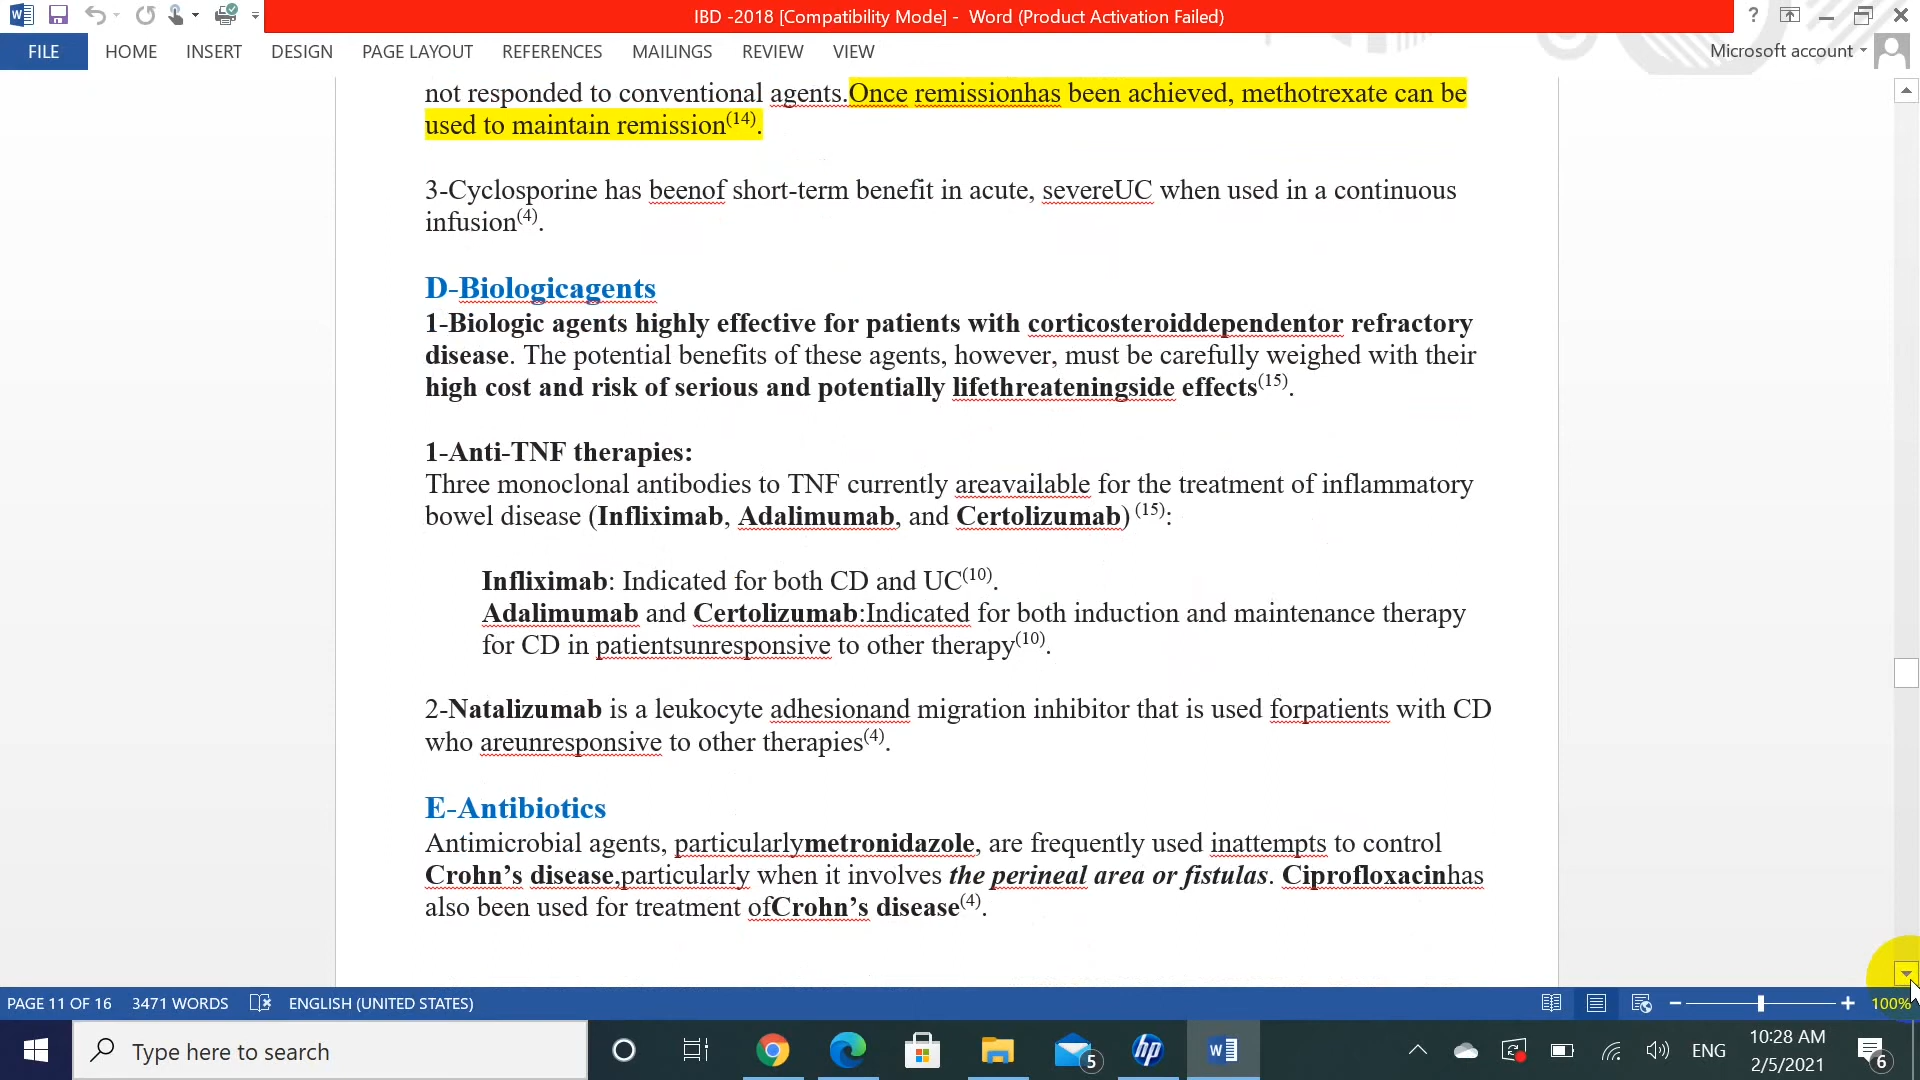 IBD -2018 [Compatibility Mode] - Word (Product Activation Failed)
FILE HOME INSERT DESIGN PAGE LAYOUT REFERENCES MAILINGS REVIEW VIEW Microsoft account
not responded to conventional agents.Once remissionhas been achieved, methotrexate can be
used to maintain remission(14).
3-Cyclosporine has beenof short-term benefit in acute, severeUC when used in a continuous
infusion(4).
D-Biologicagents
1-Biologic agents highly effective for patients with corticosteroiddependentor refractory
disease. The potential benefits of these agents, however, must be carefully weighed with their
high cost and risk of serious and potentially lifethreateningside effects(15).
1-Anti-TNF therapies:
Three monoclonal antibodies to TNF currently areavailable for the treatment of inflammatory
bowel disease (Infliximab, Adalimumab, and Certolizumab) (15):
Infliximab: Indicated for both CD and UC(10).
Adalimumab and Certolizumab:Indicated for both induction and maintenance therapy
for CD in patientsunresponsive to other therapy(10).
2-Natalizumab is a leukocyte adhesionand migration inhibitor that is used forpatients with CD
who areunresponsive to other therapies(4).
E-Antibiotics
Antimicrobial agents, particularlymetronidazole, are frequently used inattempts to control
Crohn’s disease,particularly when it involves the perineal area or fistulas. Ciprofloxacinhas
also been used for treatment ofCrohn’s disease(4).
PAGE 11 OF 16 3471 WORDS ENGLISH (UNITED STATES) 100%
Type here to search 5 ENG 10:28 AM
2/5/2021 6